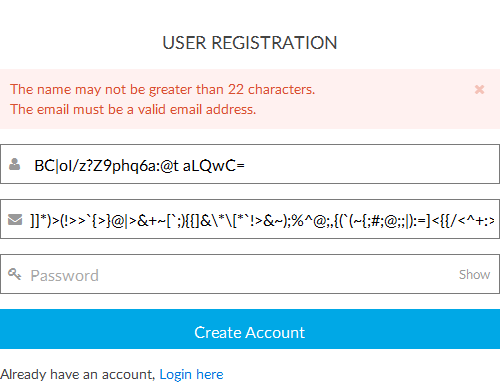 USER REGISTRATION
The name may not be greater than 22 characters.
The email must be a valid email address.
BC|oI/z?Z9phq6a:@t aLQwC=
]]*)>(!>>`{>}@|>&+~[`;){{]&\*\[*`!>&~);%^@;,{(`(~{;#;@;;|):=]<{{/<^+:>
Password
Show
Create Account
Already have an account, Login here